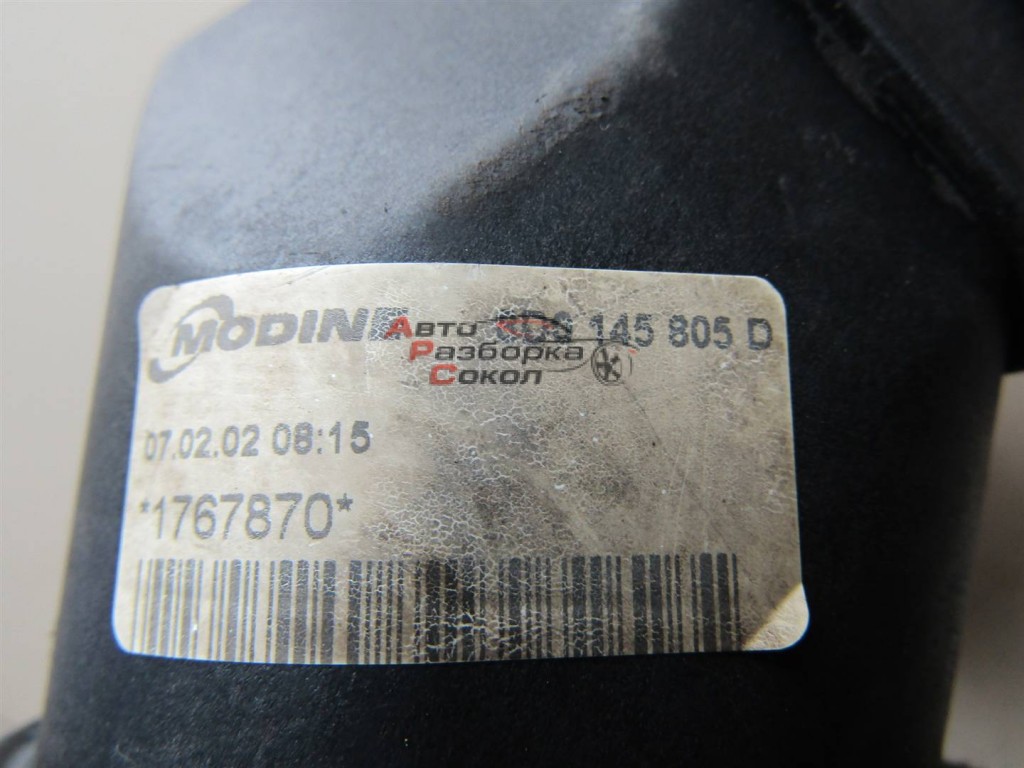 MODINE 145 805 D
Авто
Разборка
Сокол
07.02.02 08:15
*1767870*